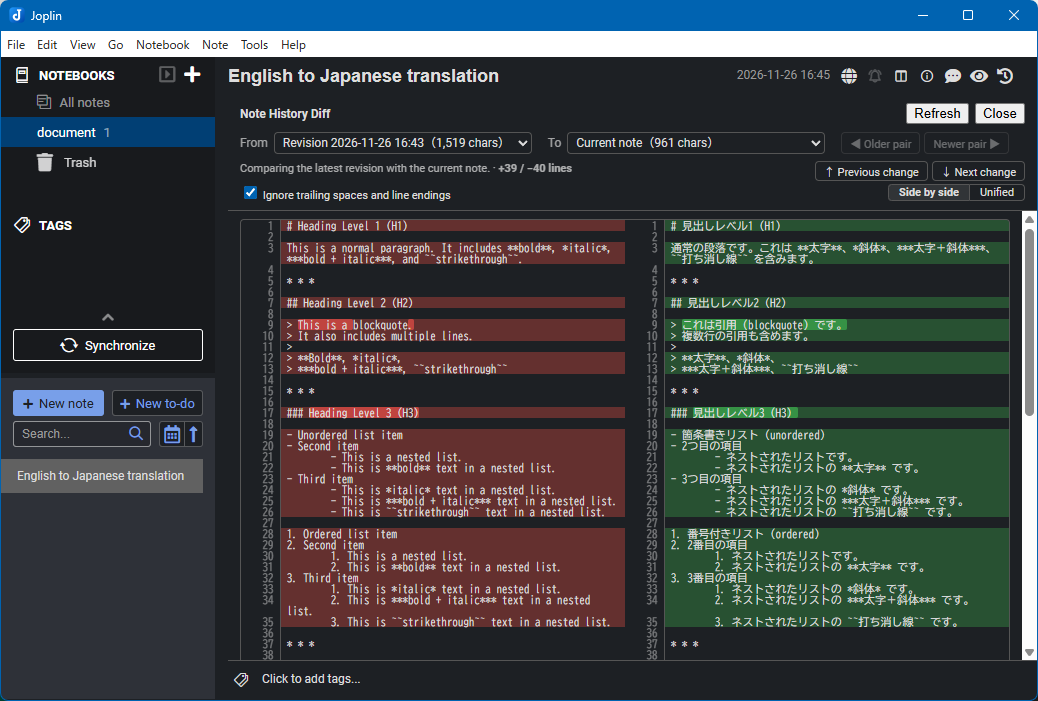 Joplin
File Edit View Go Notebook Note Tools Help
NOTEBOOKS
All notes
document 1
Trash
TAGS
Synchronize
+ New note
+ New to-do
Search...
English to Japanese translation
English to Japanese translation
2026-11-26 16:45
Note History Diff
Refresh
Close
From
Revision 2026-11-26 16:43 (1,519 chars)
To
Current note (961 chars)
◀ Older pair
Newer pair ▶
Comparing the latest revision with the current note. · +39 / −40 lines
↑ Previous change
↓ Next change
Ignore trailing spaces and line endings
Side by side
Unified
1 # Heading Level 1 (H1)
2
3 This is a normal paragraph. It includes **bold**, *italic*,
***bold + italic***, and ``strikethrough``.
4
5 * * *
6
7 ## Heading Level 2 (H2)
8
9 > This is a blockquote.
10 > It also includes multiple lines.
11 >
12 > **Bold**, *italic*,
13 > ***bold + italic***, ``strikethrough``
14
15 * * *
16
17 ### Heading Level 3 (H3)
18
19 - Unordered list item
20 - Second item
21 - This is a nested list.
22 - This is **bold** text in a nested list.
23 - Third item
24 - This is *italic* text in a nested list.
25 - This is ***bold + italic*** text in a nested list.
26 - This is ``strikethrough`` text in a nested list.
27
28 1. Ordered list item
29 2. Second item
30 1. This is a nested list.
31 2. This is **bold** text in a nested list.
32 3. Third item
33 1. This is *italic* text in a nested list.
34 2. This is ***bold + italic*** text in a nested
list.
35 3. This is ``strikethrough`` text in a nested list.
36
37 * * *
38
1 # 見出しレベル1 (H1)
2
3 通常の段落です。これは **太字**、*斜体*、***太字＋斜体***、
``打ち消し線`` を含みます。
4
5 * * *
6
7 ## 見出しレベル2 (H2)
8
9 > これは引用（blockquote）です。
10 > 複数行の引用も含めます。
11 >
12 > **太字**、*斜体*、
13 > ***太字＋斜体***、``打ち消し線``
14
15 * * *
16
17 ### 見出しレベル3 (H3)
18
19 - 箇条書きリスト (unordered)
20 - 2つ目の項目
21 - ネストされたリストです。
22 - ネストされたリストの **太字** です。
23 - 3つ目の項目
24 - ネストされたリストの *斜体* です。
25 - ネストされたリストの ***太字＋斜体*** です。
26 - ネストされたリストの ``打ち消し線`` です。
27
28 1. 番号付きリスト (ordered)
29 2. 2番目の項目
30 1. ネストされたリストです。
31 2. ネストされたリストの **太字** です。
32 3. 3番目の項目
33 1. ネストされたリストの *斜体* です。
34 2. ネストされたリストの ***太字＋斜体*** です。
35 3. ネストされたリストの ``打ち消し線`` です。
36
37 * * *
38
Click to add tags...